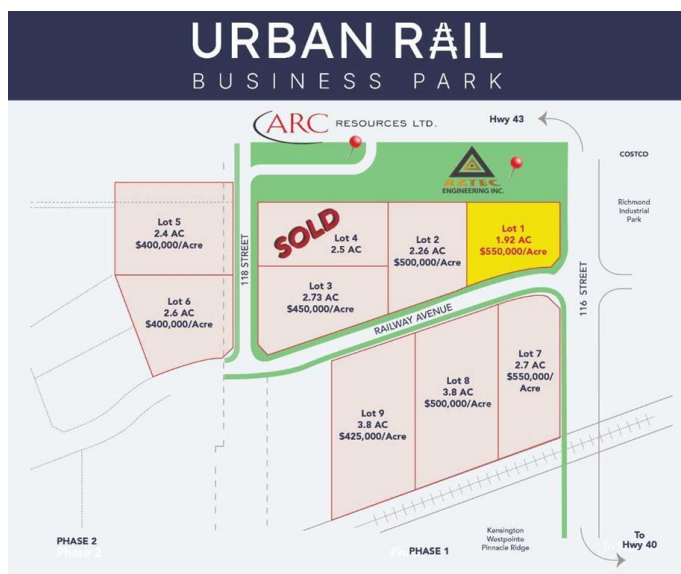 URBAN RAIL
BUSINESS PARK
ARC RESOURCES LTD.
Hwy 43
COSTCO
AZTEC
ENGINEERING INC.
Richmond
Industrial
Park
Lot 5
2.4 AC
$400,000/Acre
118 STREET
SOLD
Lot 4
2.5 AC
Lot 2
2.26 AC
$500,000/Acre
Lot 1
1.92 AC
$550,000/Acre
Lot 6
2.6 AC
$400,000/Acre
Lot 3
2.73 AC
$450,000/Acre
RAILWAY AVENUE
116 STREET
Lot 7
2.7 AC
$550,000/
Acre
Lot 8
3.8 AC
$500,000/Acre
Lot 9
3.8 AC
$425,000/Acre
PHASE 2
Phase 2
PHASE 1
Kensington
Westpointe
Pinnacle Ridge
To
Hwy 40